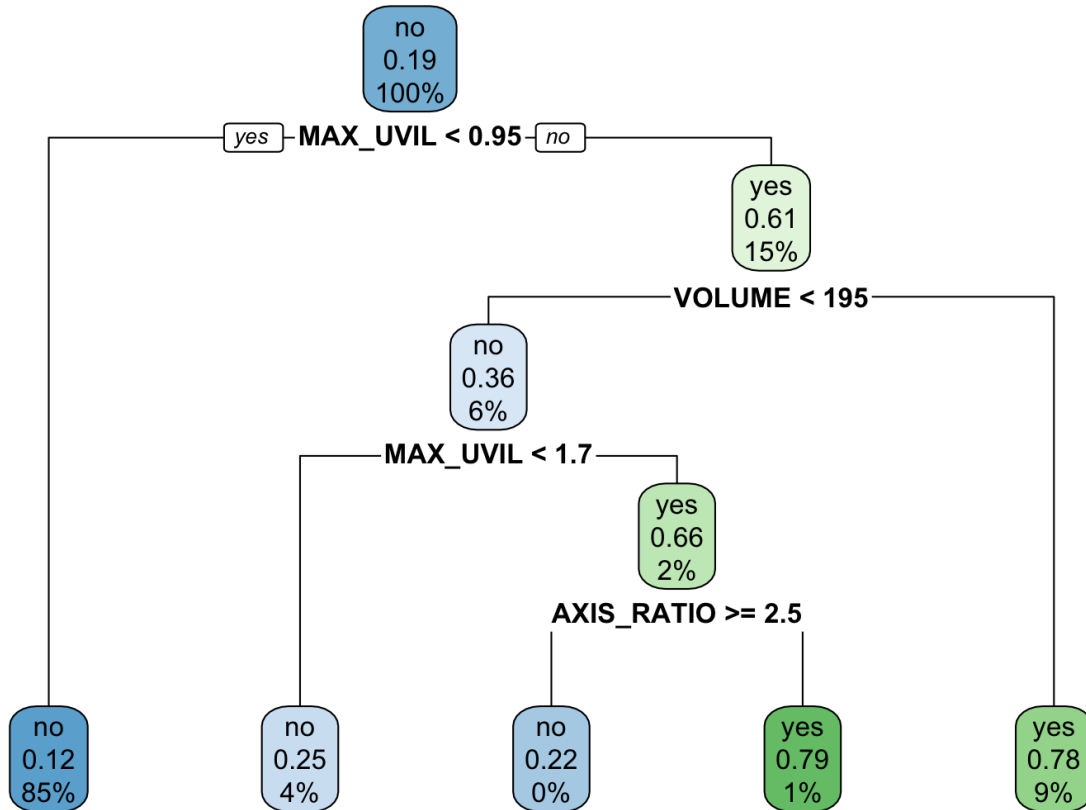 no
0.19
100%
yes MAX_UVIL < 0.95 no
yes
0.61
15%
VOLUME < 195
no
0.36
6%
MAX_UVIL < 1.7
yes
0.66
2%
AXIS_RATIO >= 2.5
no
0.12
85%
no
0.25
4%
no
0.22
0%
yes
0.79
1%
yes
0.78
9%